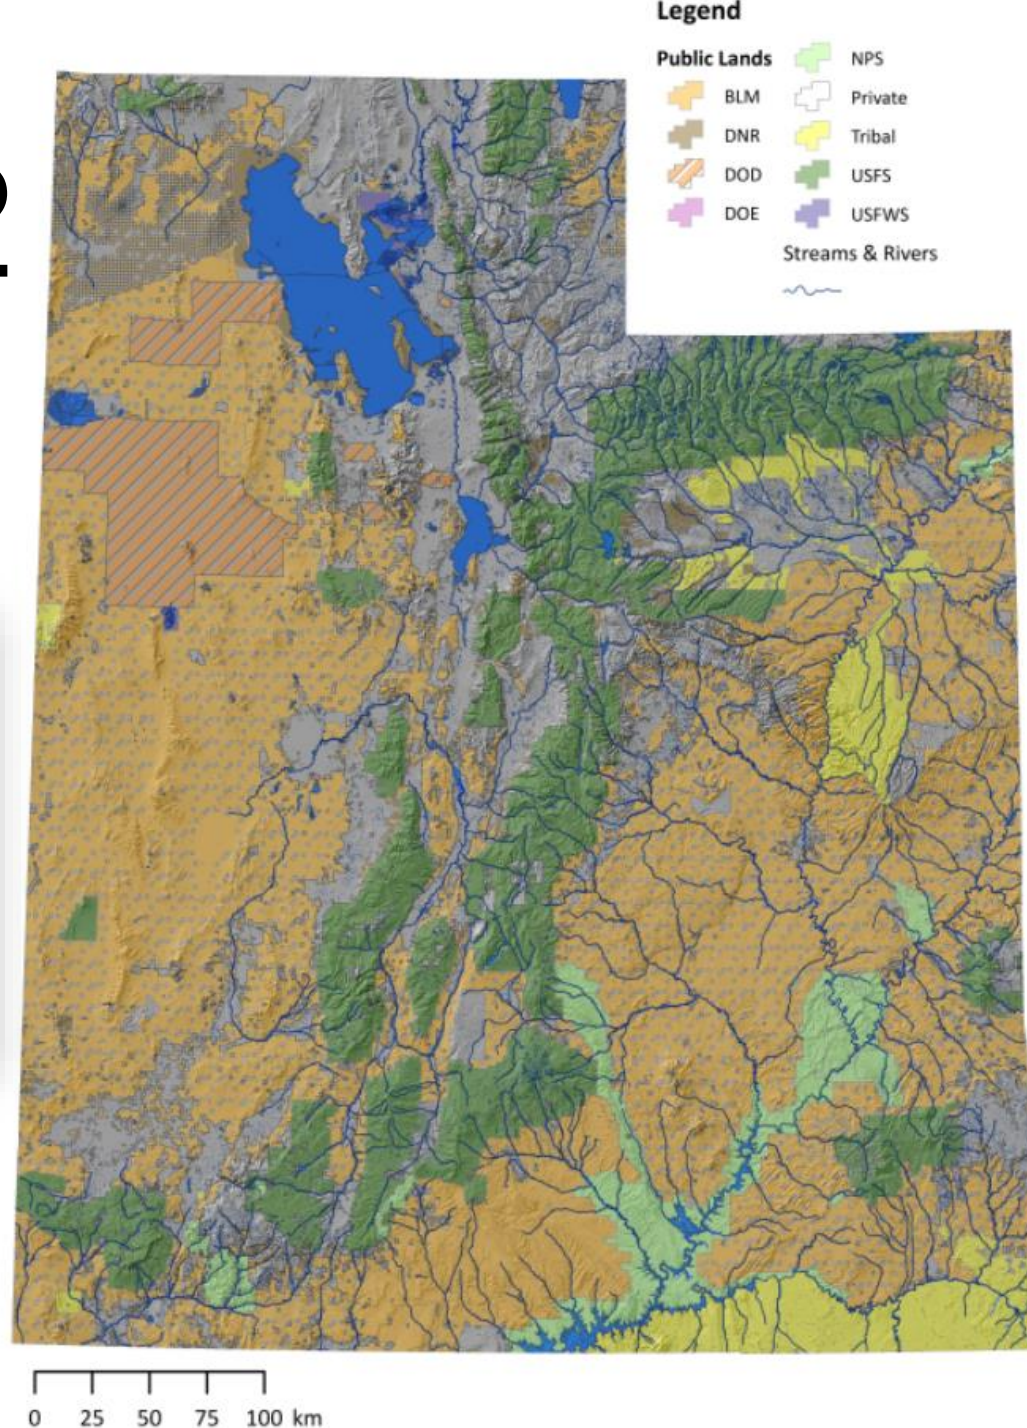 Legend
Public Lands
BLM
DNR
DOD
DOE
NPS
Private
Tribal
USFS
USFWS
Streams & Rivers
0 25 50 75 100 km